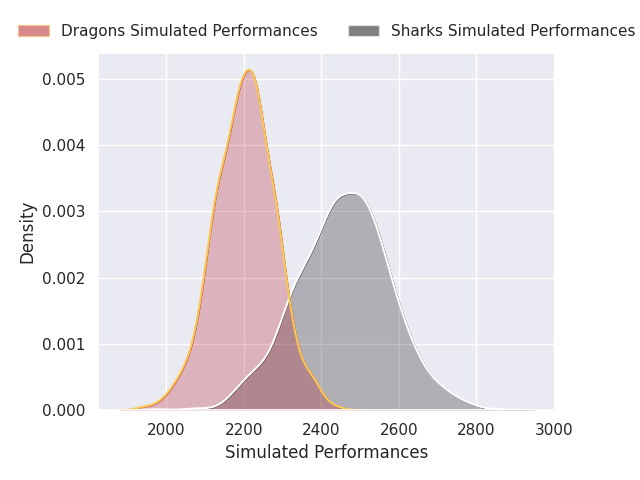 Dragons Simulated Performances Sharks Simulated Performances
0.005
0.004
0.003
0.002
0.001
0.000
Density
2000 2200 2400 2600 2800 3000
Simulated Performances